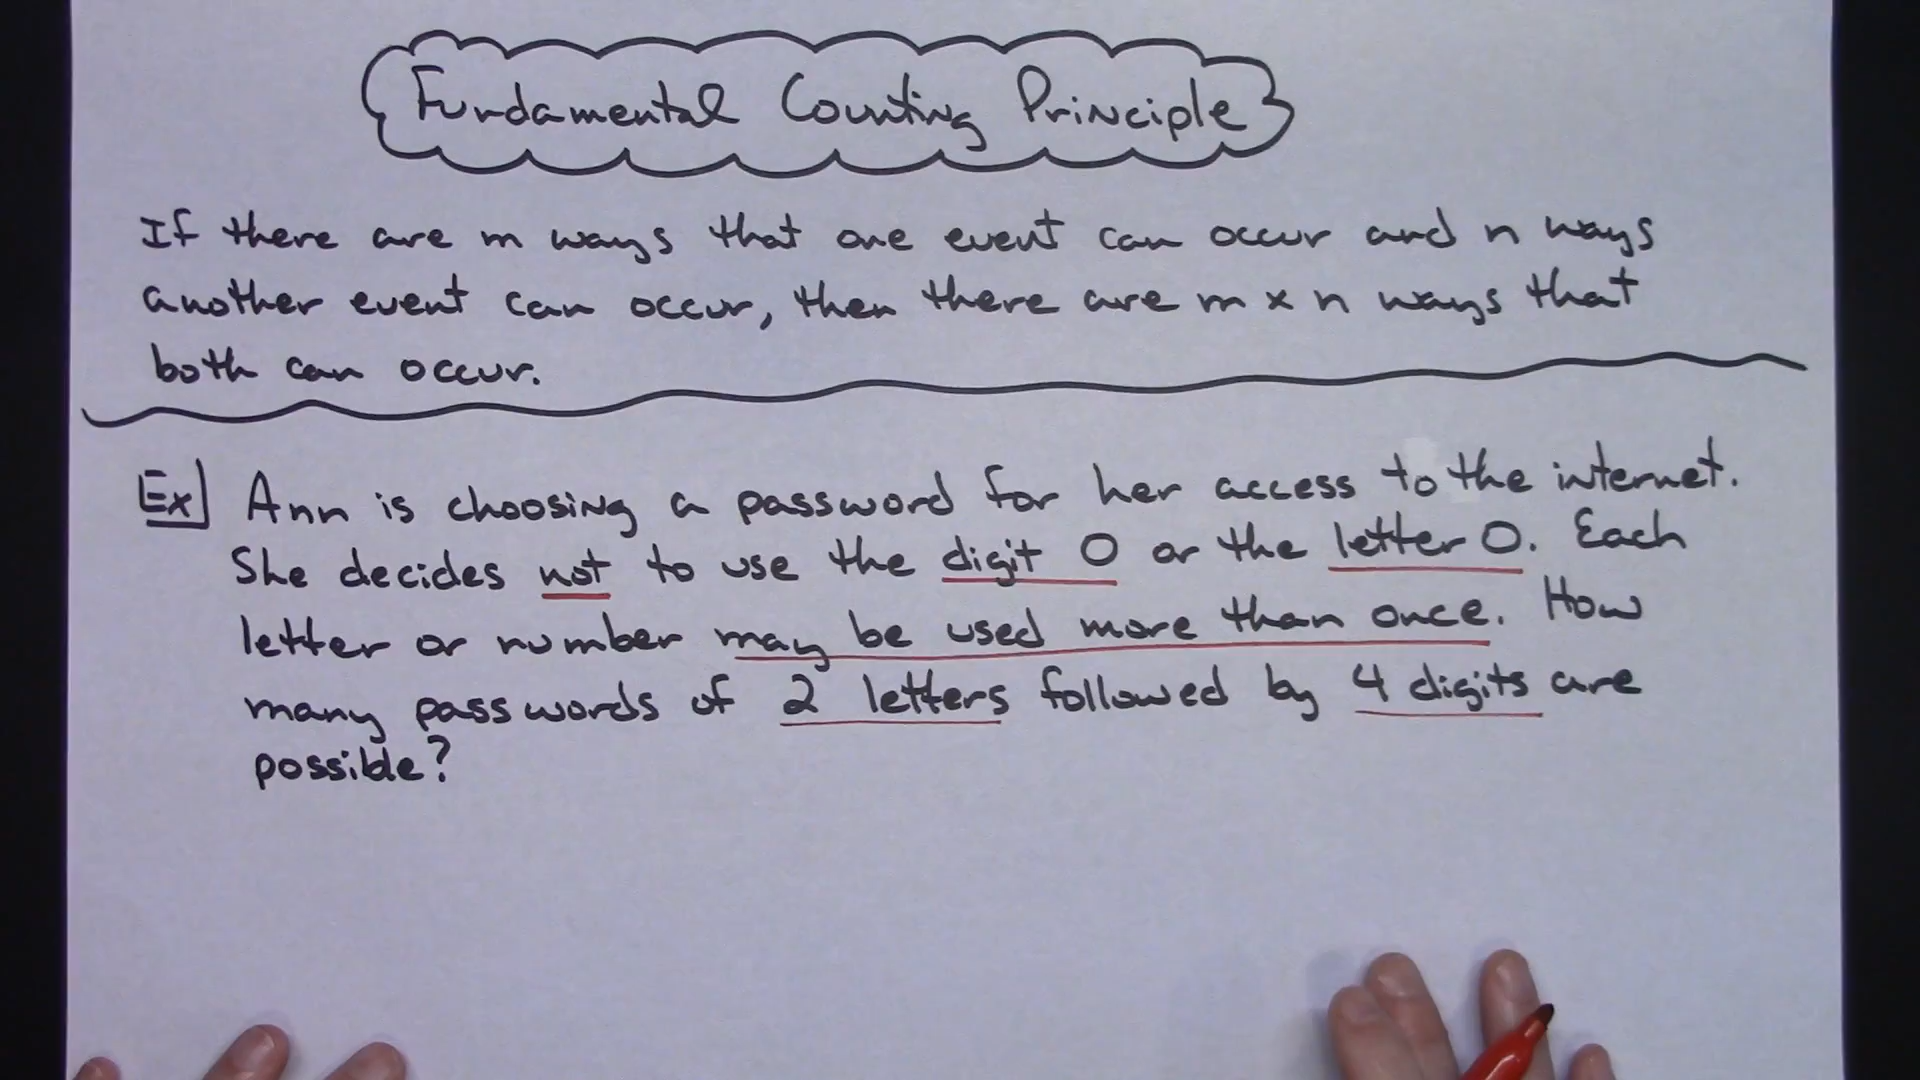 Fundamental Counting Principle
If there are m ways that one event can occur and n ways
another event can occur, then there are m x n ways that
both can occur.
Ex Ann is choosing a password for her access to the internet.
She decides not to use the digit 0 or the letter O. Each
letter or number may be used more than once. How
many passwords of 2 letters followed by 4 digits are
possible?